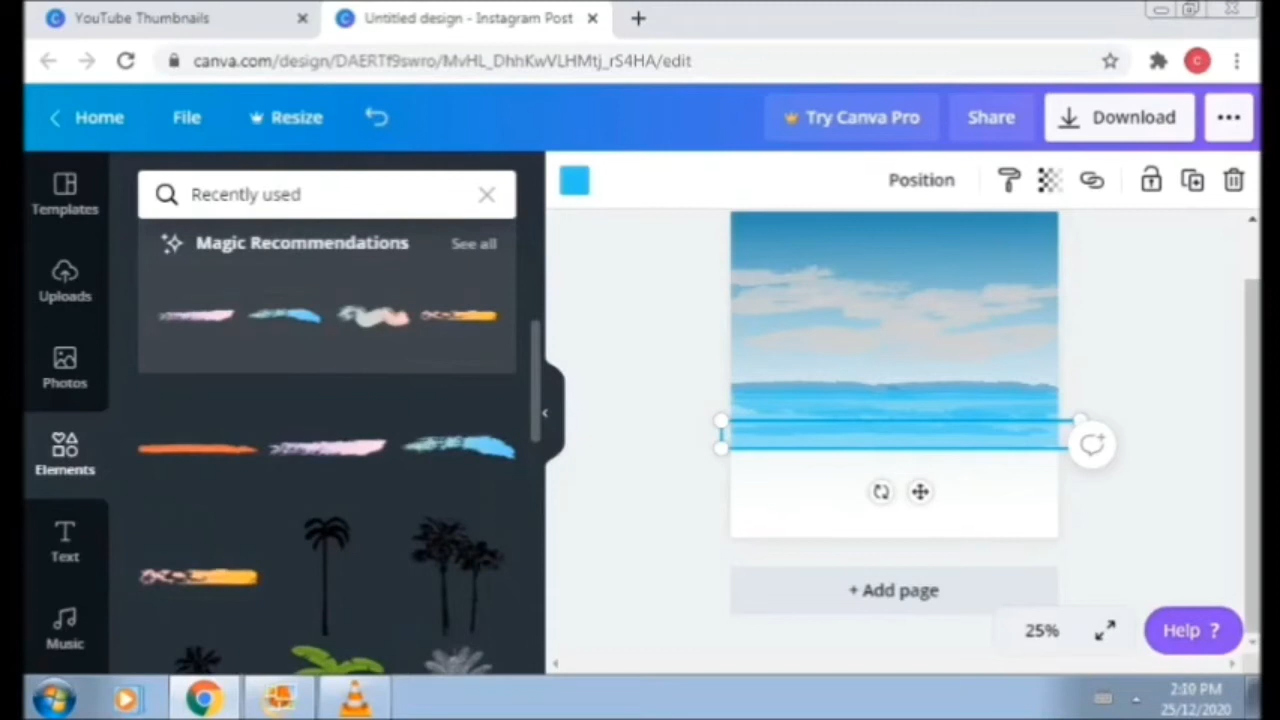 YouTube Thumbnails
Untitled design - Instagram Post
canva.com/design/DAERTf9swro/MvHL_DhhKwVLHMtj_rS4HA/edit
C
Home
File
Resize
Try Canva Pro
Share
Download
Templates
Recently used
Position
Magic Recommendations
See all
Uploads
Photos
Elements
Text
+ Add page
Music
25%
Help ?
2:10 PM
25/12/2020